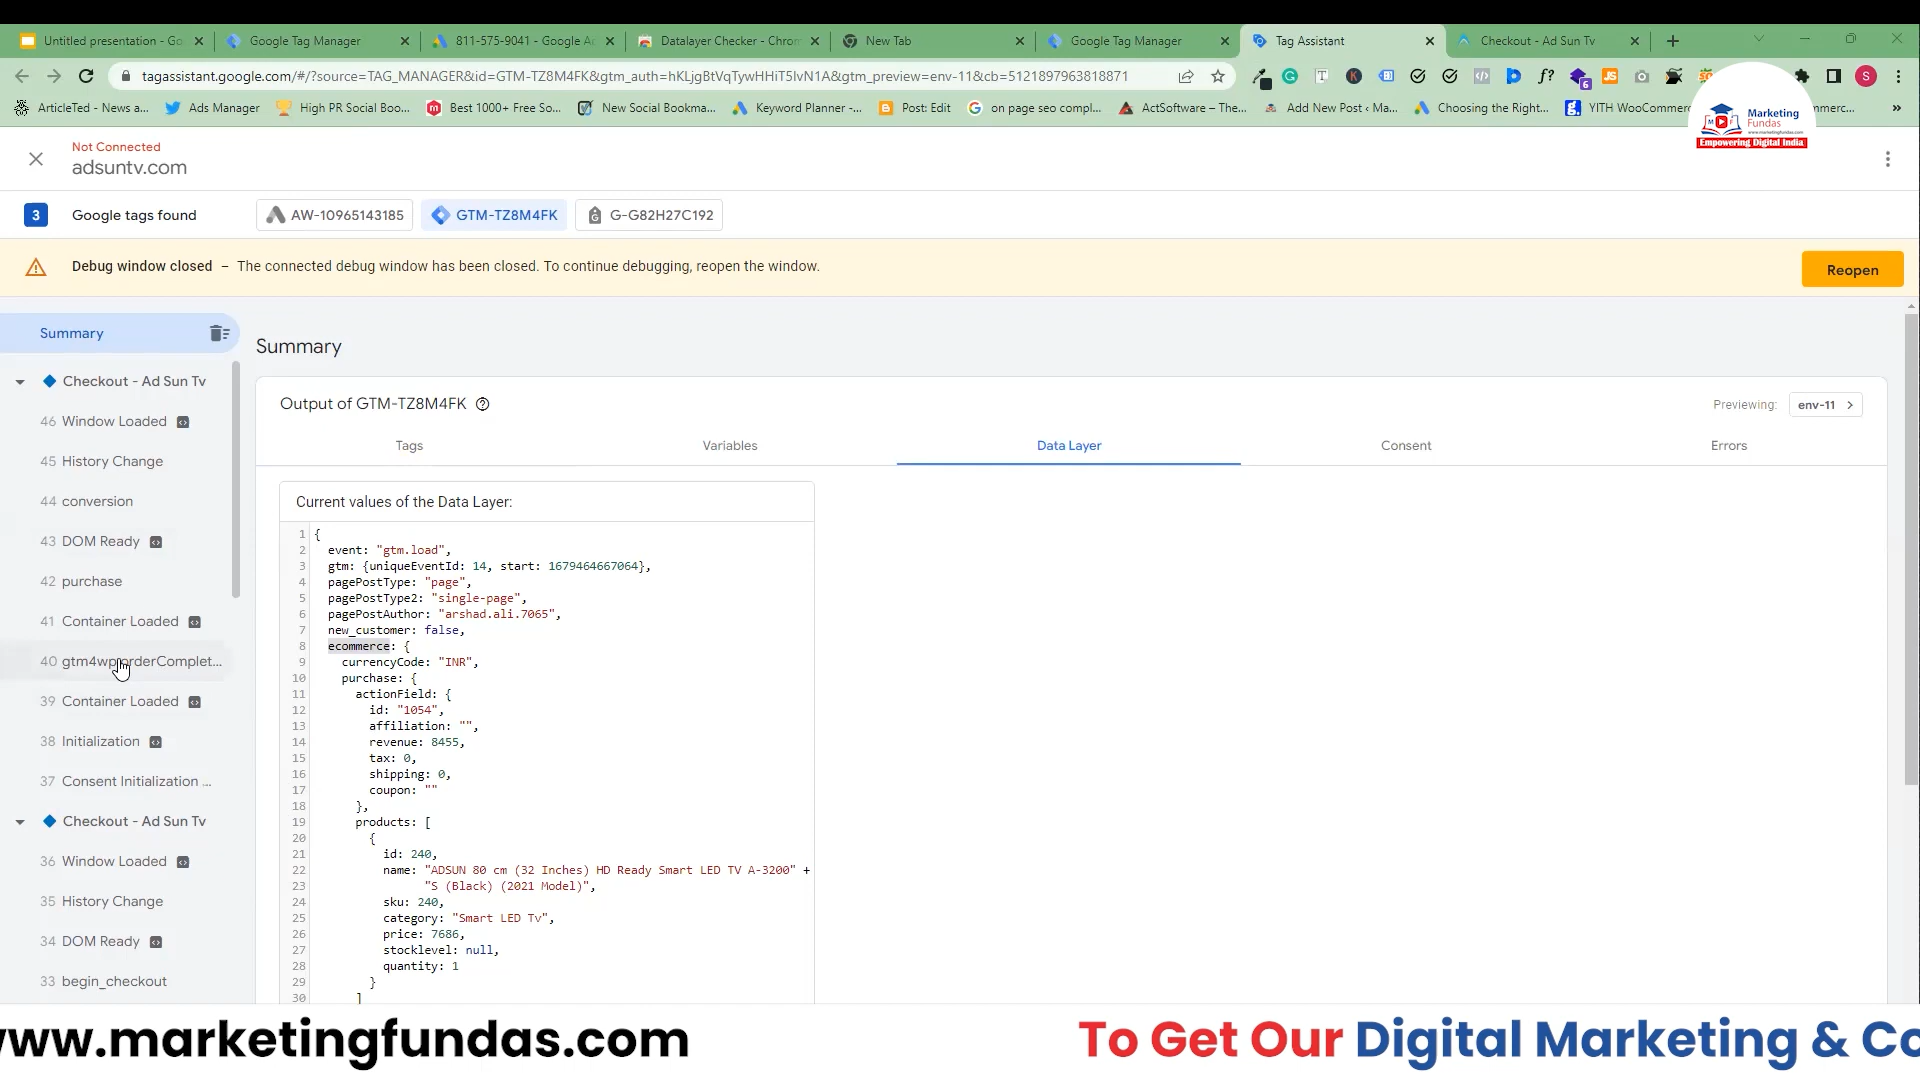 Untitled presentation - Go
Google Tag Manager
811-575-9041 - Google A
Datalayer Checker - Chrom
New Tab
Google Tag Manager
Tag Assistant
Checkout - Ad Sun Tv
tagassistant.google.com/#/?source=TAG_MANAGER&id=GTM-TZ8M4FK&gtm_auth=hKLjgBtVqTywHHiT5lvN1A&gtm_preview=env-11&cb=5121897963818871
ArticleTed - News a...
Ads Manager
High PR Social Boo...
Best 1000+ Free So...
New Social Bookma...
Keyword Planner -...
Post: Edit
on page seo compl...
ActSoftware – The...
Add New Post ‹ Ma...
Choosing the Right...
YITH WooCommer
mmerc...
Marketing
Fundas
www.marketingfundas.com
Empowering Digital India
Not Connected
adsuntv.com
3
Google tags found
AW-10965143185
GTM-TZ8M4FK
G-G82H27C192
Debug window closed – The connected debug window has been closed. To continue debugging, reopen the window.
Reopen
Summary
Checkout - Ad Sun Tv
46 Window Loaded
45 History Change
44 conversion
43 DOM Ready
42 purchase
41 Container Loaded
40 gtm4wp.orderComplet...
39 Container Loaded
38 Initialization
37 Consent Initialization ...
Checkout - Ad Sun Tv
36 Window Loaded
35 History Change
34 DOM Ready
33 begin_checkout
Summary
Output of GTM-TZ8M4FK
Previewing: env-11
Tags
Variables
Data Layer
Consent
Errors
Current values of the Data Layer:
1 {
2 event: "gtm.load",
3 gtm: {uniqueEventId: 14, start: 1679464667064},
4 pagePostType: "page",
5 pagePostType2: "single-page",
6 pagePostAuthor: "arshad.ali.7065",
7 new_customer: false,
8 ecommerce: {
9 currencyCode: "INR",
10 purchase: {
11 actionField: {
12 id: "1054",
13 affiliation: "",
14 revenue: 8455,
15 tax: 0,
16 shipping: 0,
17 coupon: ""
18 },
19 products: [
20 {
21 id: 240,
22 name: "ADSUN 80 cm (32 Inches) HD Ready Smart LED TV A-3200" +
23 "S (Black) (2021 Model)",
24 sku: 240,
25 category: "Smart LED Tv",
26 price: 7686,
27 stocklevel: null,
28 quantity: 1
29 }
30 ]
www.marketingfundas.com
To Get Our Digital Marketing & Co